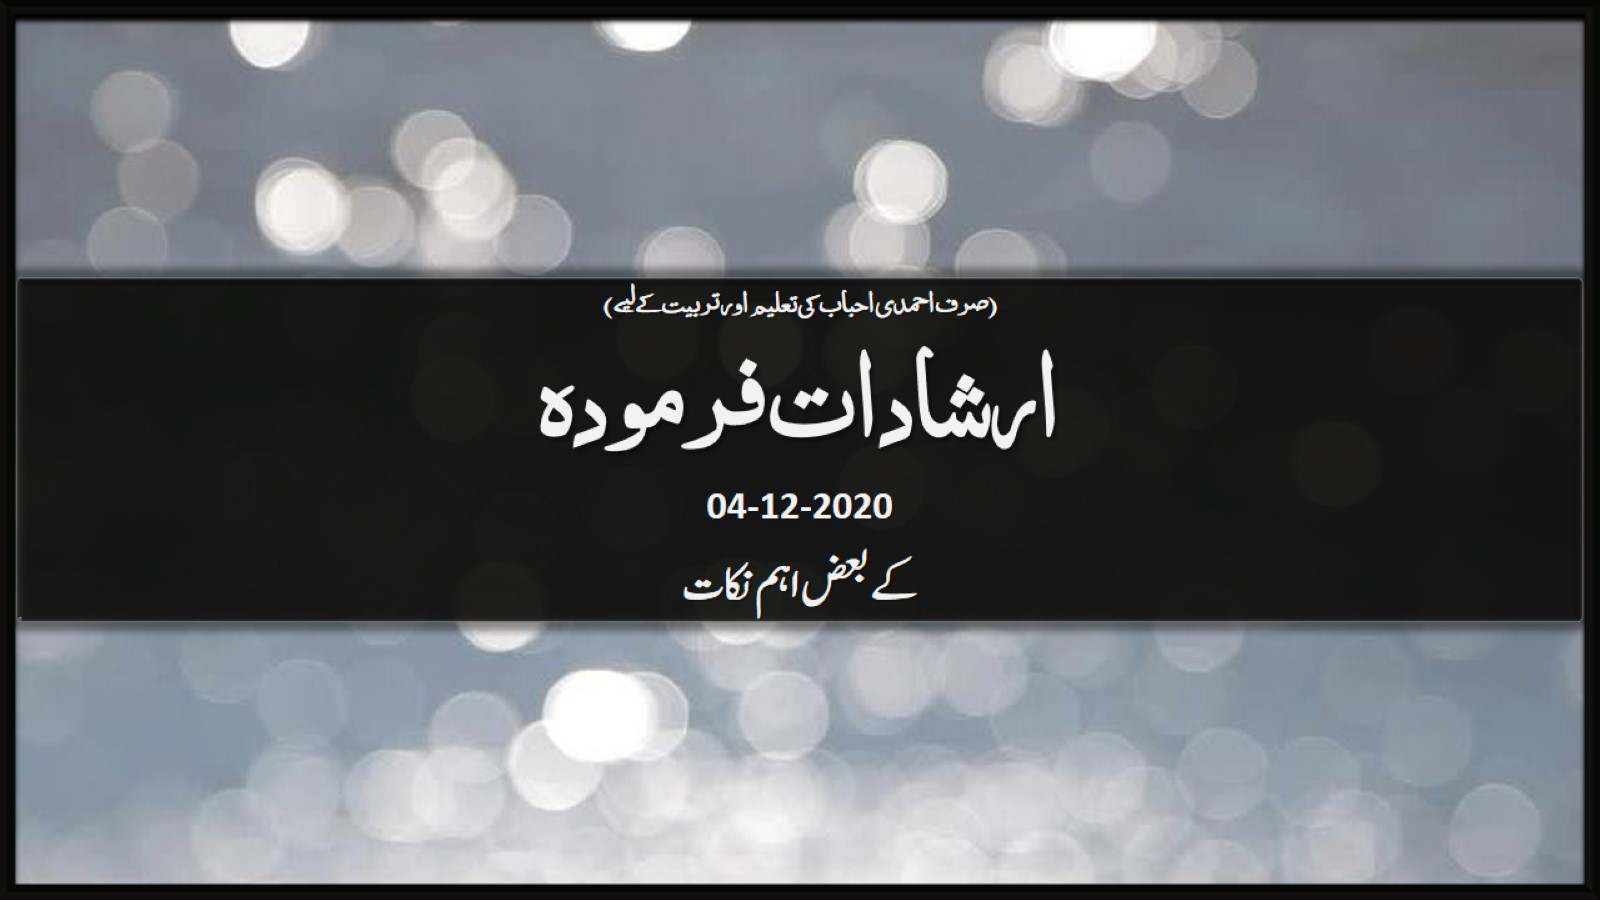 (صرف احمدی احباب کی تعلیم اور تربیت کے لیے)
ارشادات فرمودہ
04-12-2020
کے بعض اہم نکات